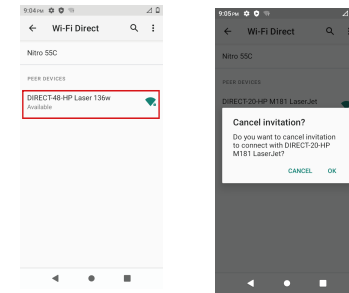 9:04 PM
Wi-Fi Direct
Nitro 55C
PEER DEVICES
DIRECT-48-HP Laser 136w
Available
9:05 PM
Wi-Fi Direct
Nitro 55C
PEER DEVICES
DIRECT-20-HP M181 LaserJet
Cancel invitation?
Do you want to cancel invitation
to connect with DIRECT-20-HP
M181 LaserJet?
CANCEL OK